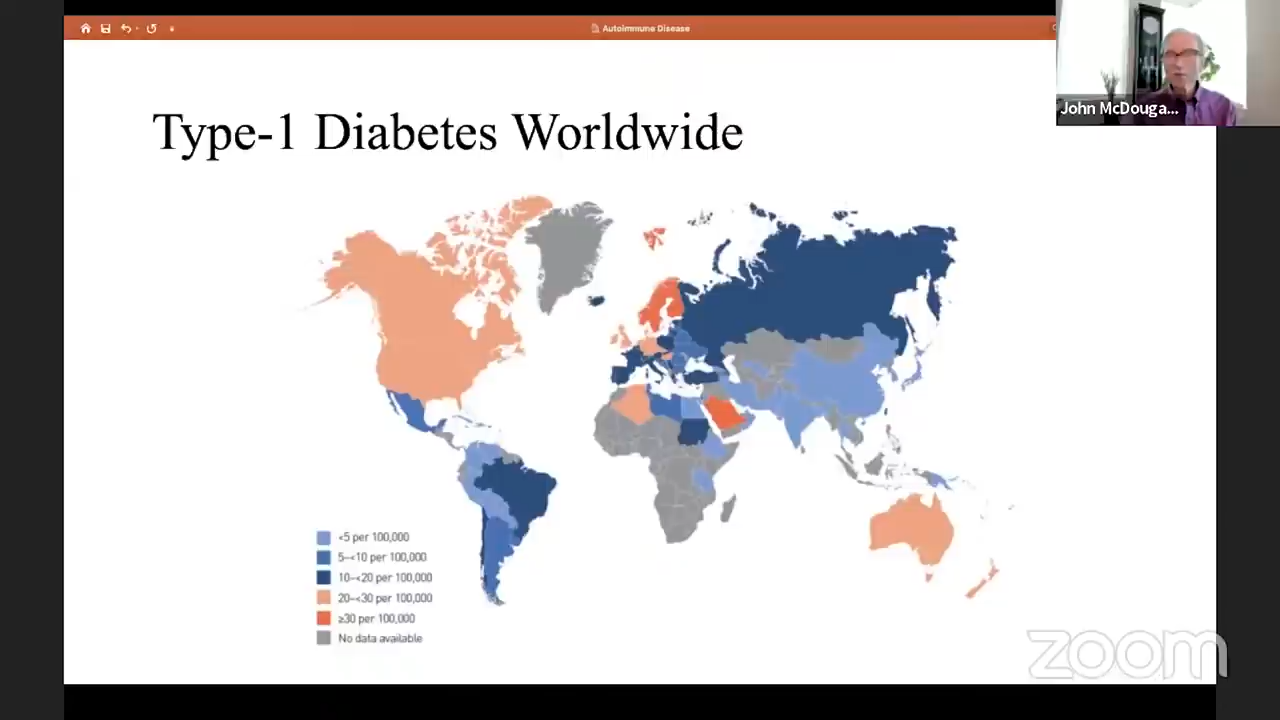 Autoimmune Disease
John McDouga...
Type-1 Diabetes Worldwide
<5 per 100,000
5–<10 per 100,000
10–<20 per 100,000
20–<30 per 100,000
≥30 per 100,000
No data available
zoom